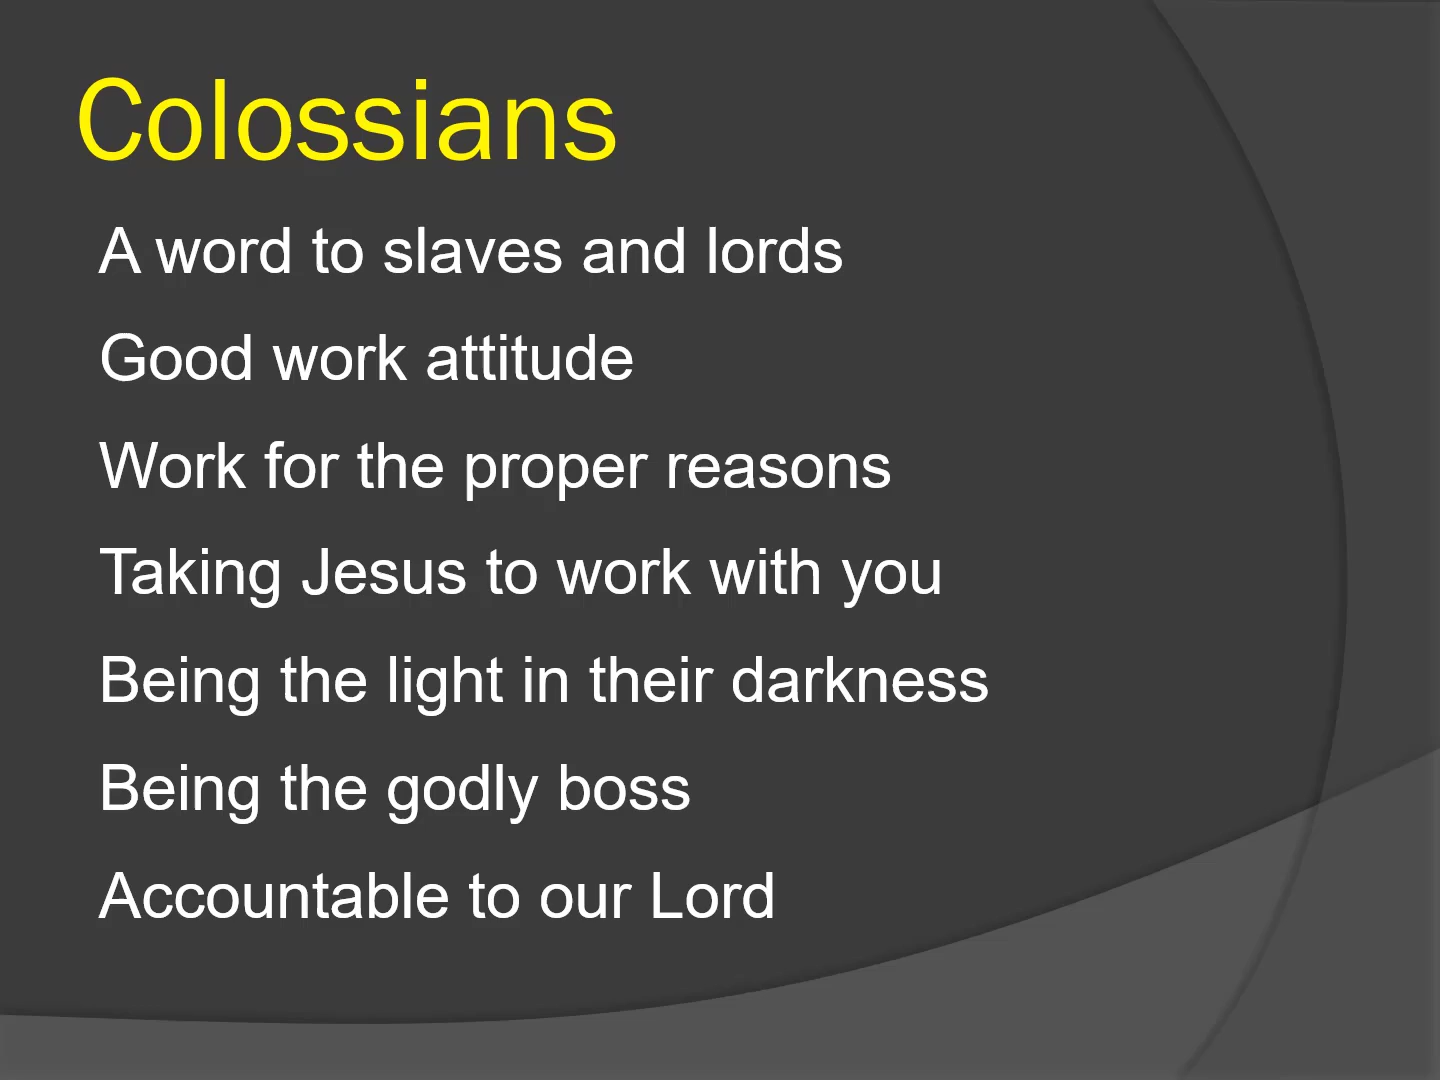 Colossians
A word to slaves and lords
Good work attitude
Work for the proper reasons
Taking Jesus to work with you
Being the light in their darkness
Being the godly boss
Accountable to our Lord